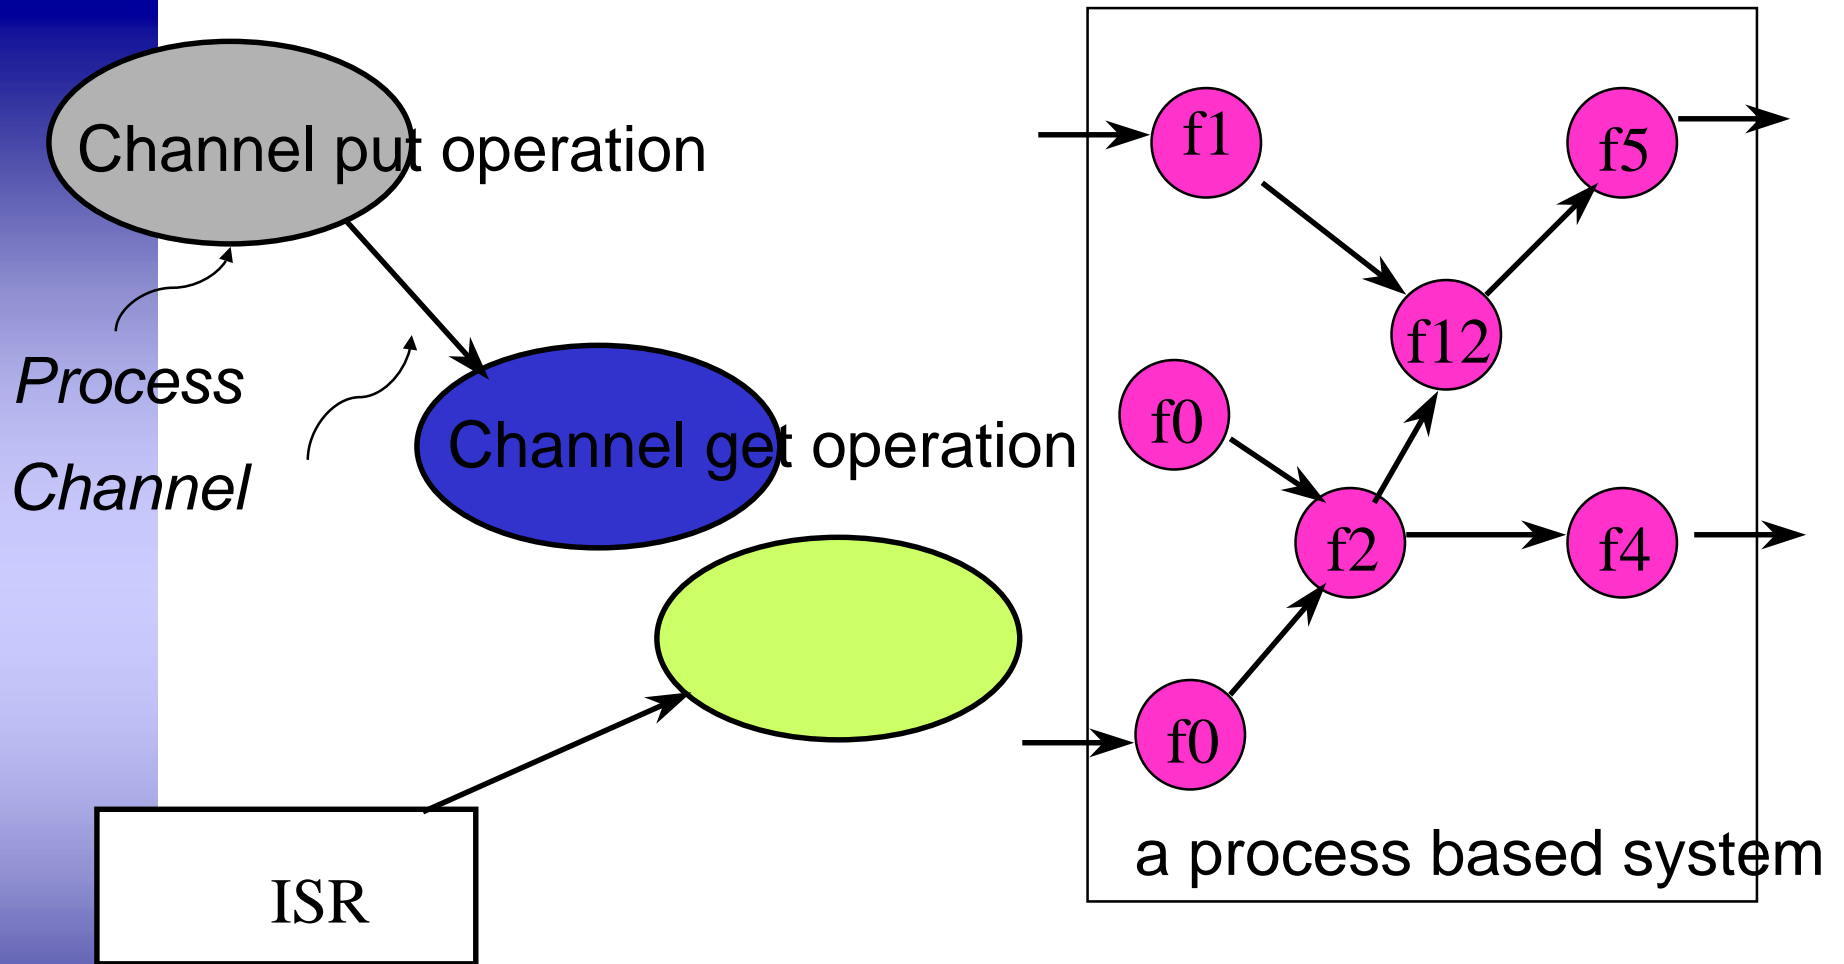 Channel put operation
Process
Channel
Channel get operation
ISR
f1
f5
f12
f0
f2
f4
f0
a process based system